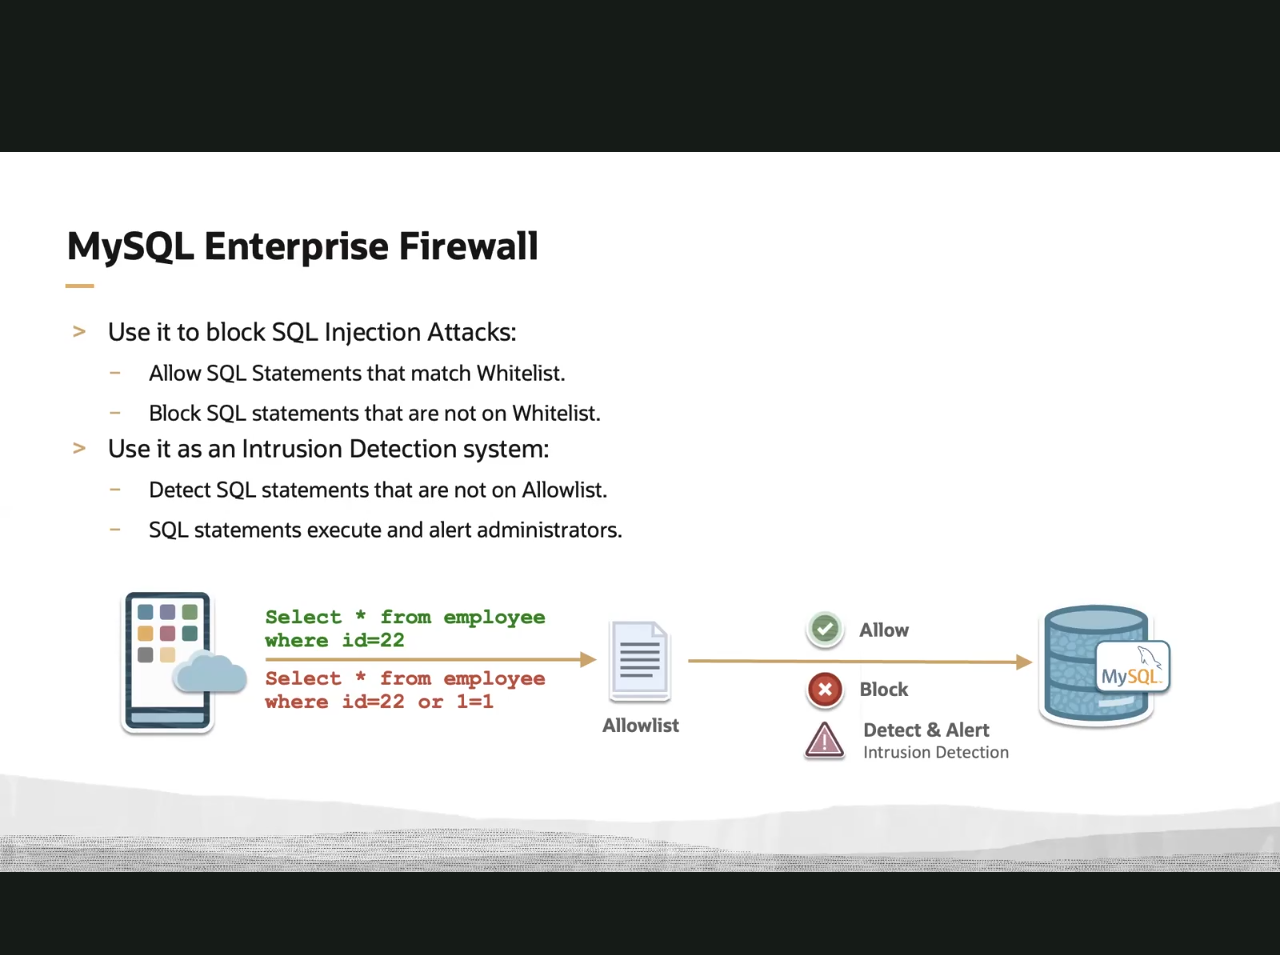 MySQL Enterprise Firewall
> Use it to block SQL Injection Attacks:
– Allow SQL Statements that match Whitelist.
– Block SQL statements that are not on Whitelist.
> Use it as an Intrusion Detection system:
– Detect SQL statements that are not on Allowlist.
– SQL statements execute and alert administrators.
Select * from employee
where id=22
Select * from employee
where id=22 or 1=1
Allowlist
Allow
Block
Detect & Alert
Intrusion Detection
MySQL